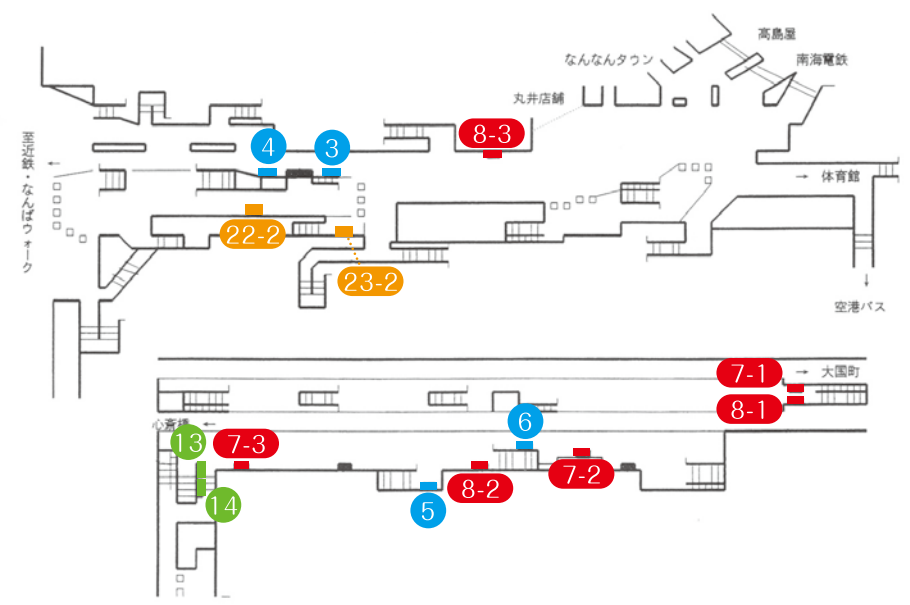 高島屋
なんなんタウン
南海電鉄
丸井店舗
8-3
4
3
至近鉄・なんばウォーク
←
→ 体育館
22-2
23-2
↓
空港バス
7-1
→ 大国町
8-1
心斎橋 ←
6
13
7-3
7-2
8-2
14
5